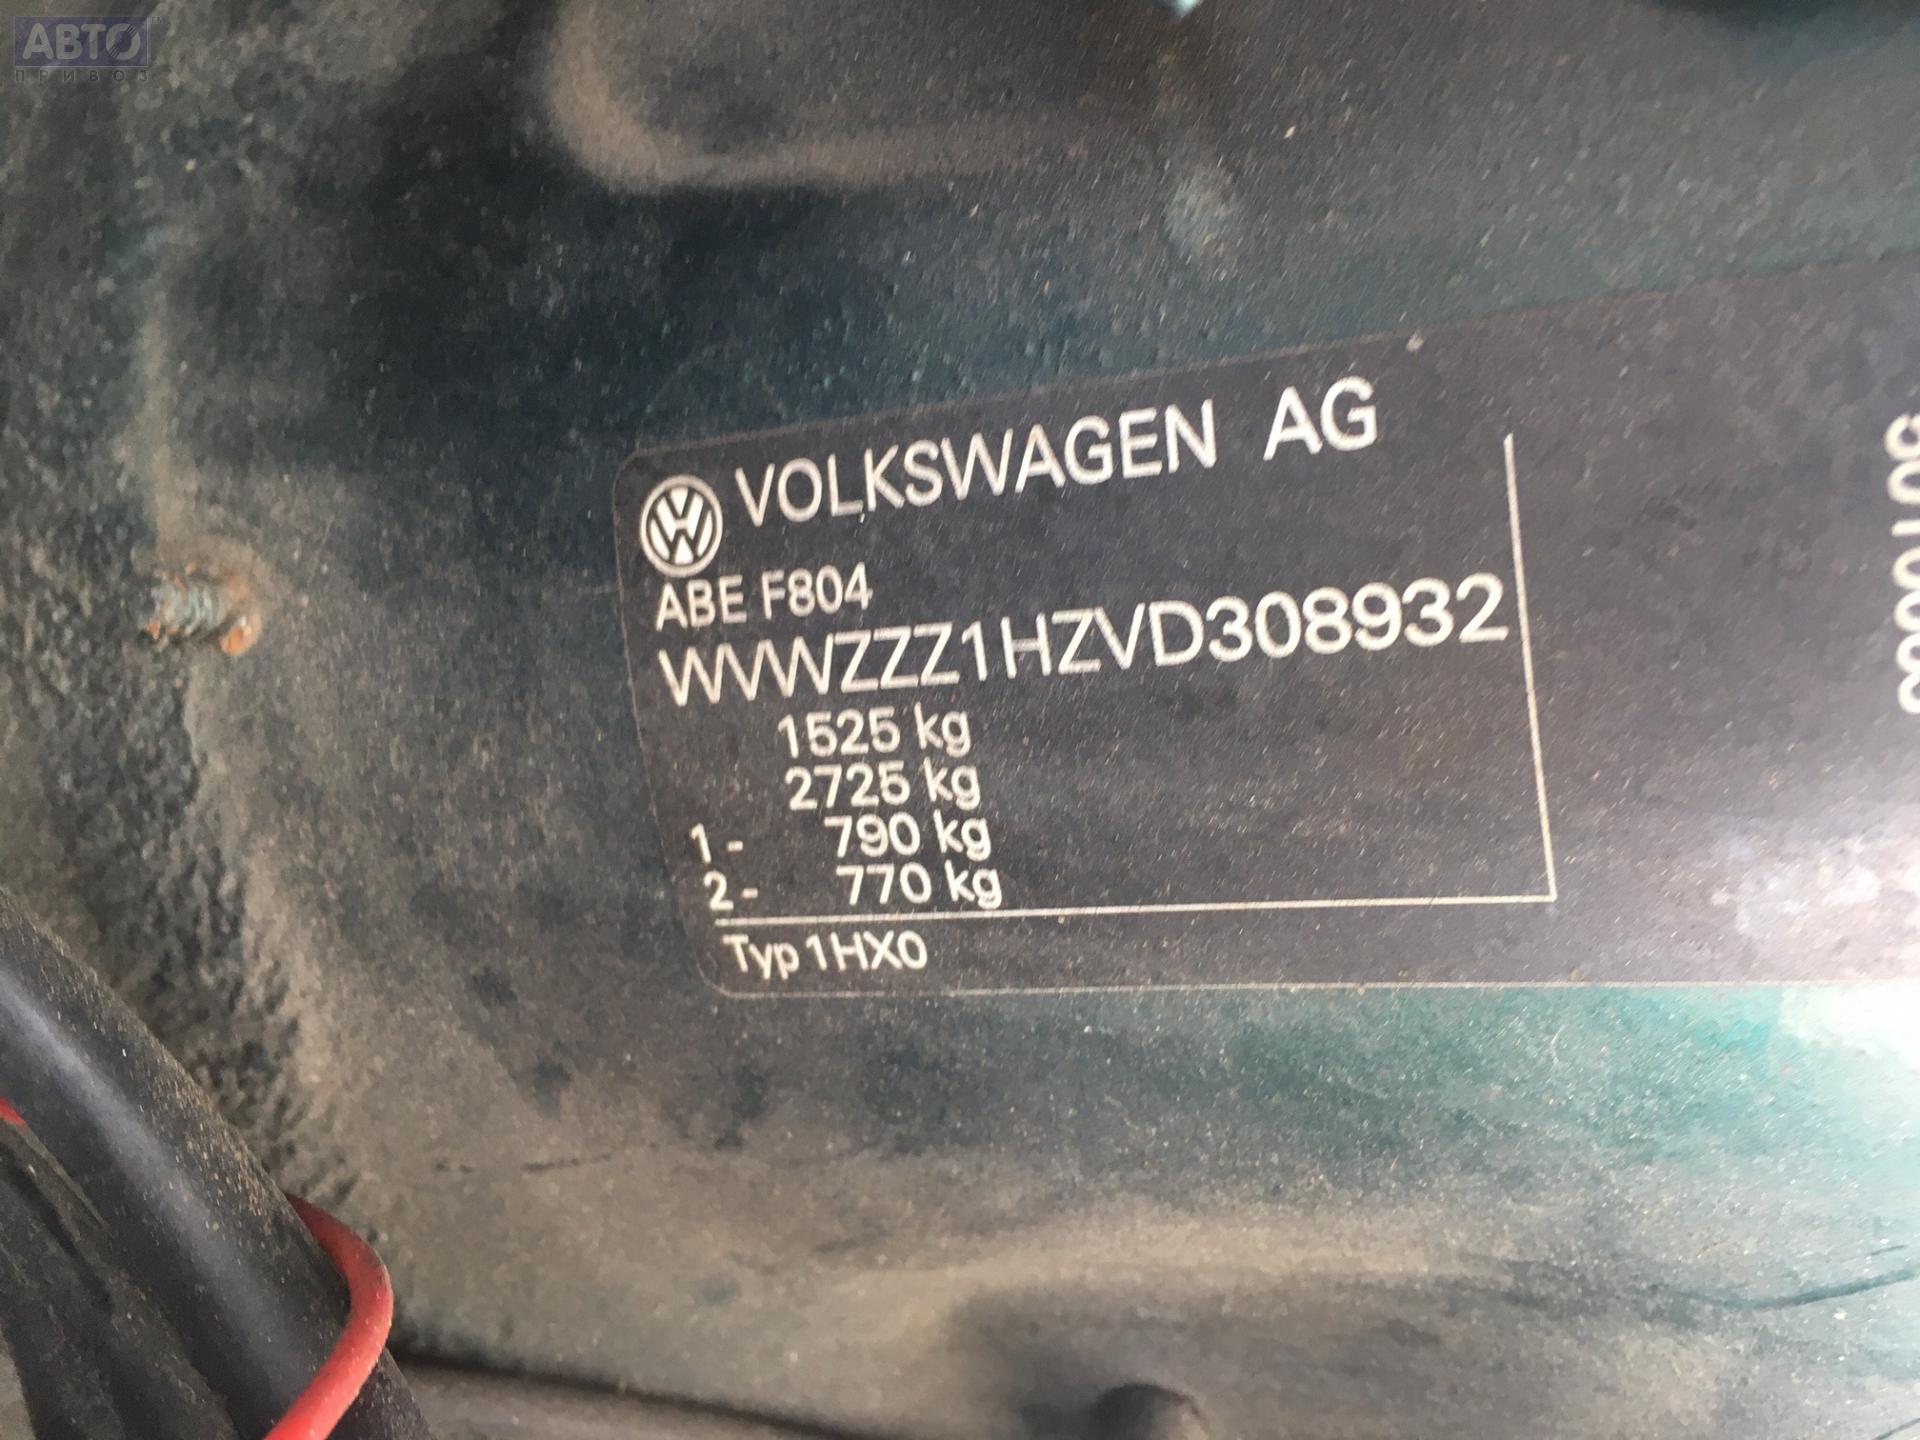 АВТО
ПРИВОЗ
VOLKSWAGEN AG
ABE F804
WVWZZZ1HZVD308932
1525 kg
2725 kg
1- 790 kg
2- 770 kg
Typ 1HX0